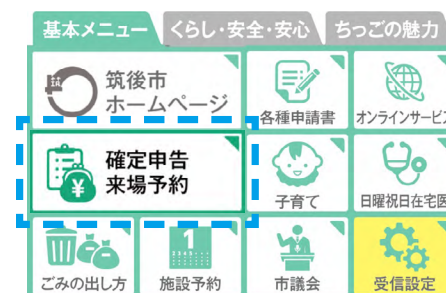 基本メニュー
くらし・安全・安心
ちっごの魅力
筑後市
ホームページ
各種申請書
オンラインサービス
確定申告
来場予約
子育て
日曜祝日在宅医
ごみの出し方
1
施設予約
市議会
受信設定